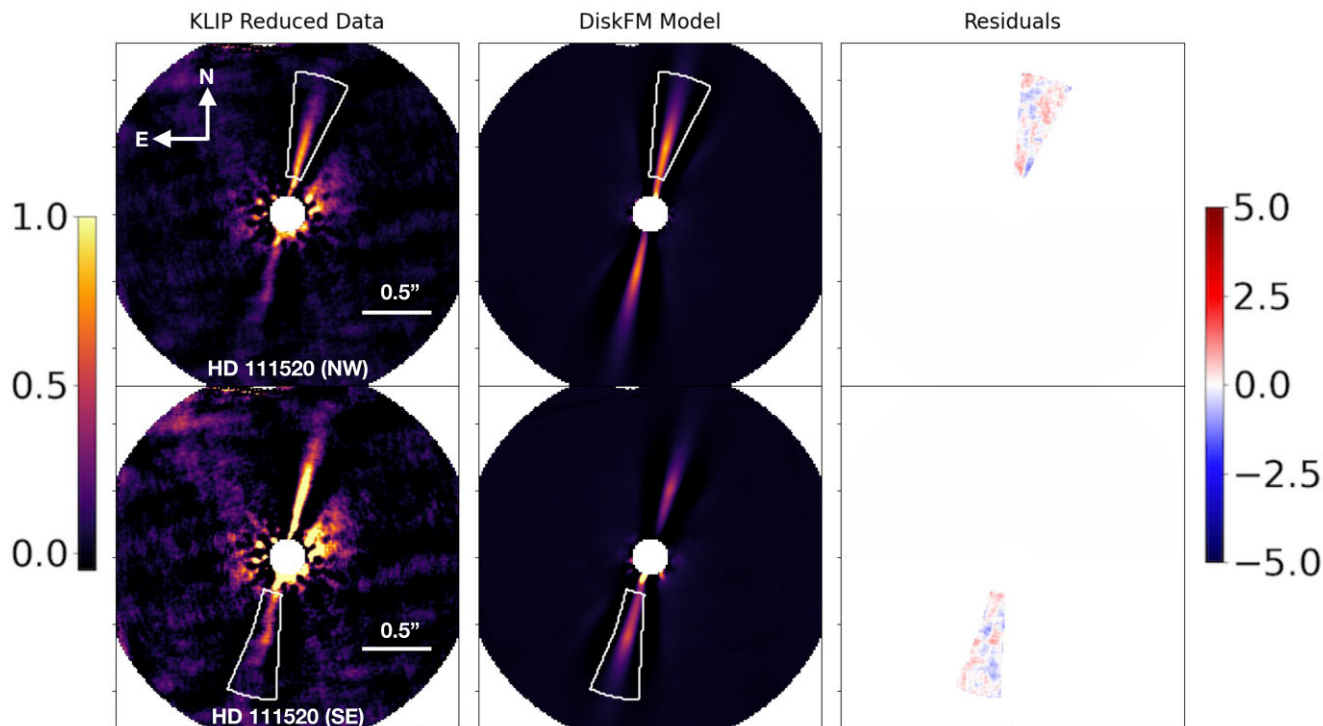 KLIP Reduced Data DiskFM Model Residuals
N
E
0.5”
HD 111520 (NW)
1.0
0.5
0.0
5.0
2.5
0.0
−2.5
−5.0
0.5”
HD 111520 (SE)